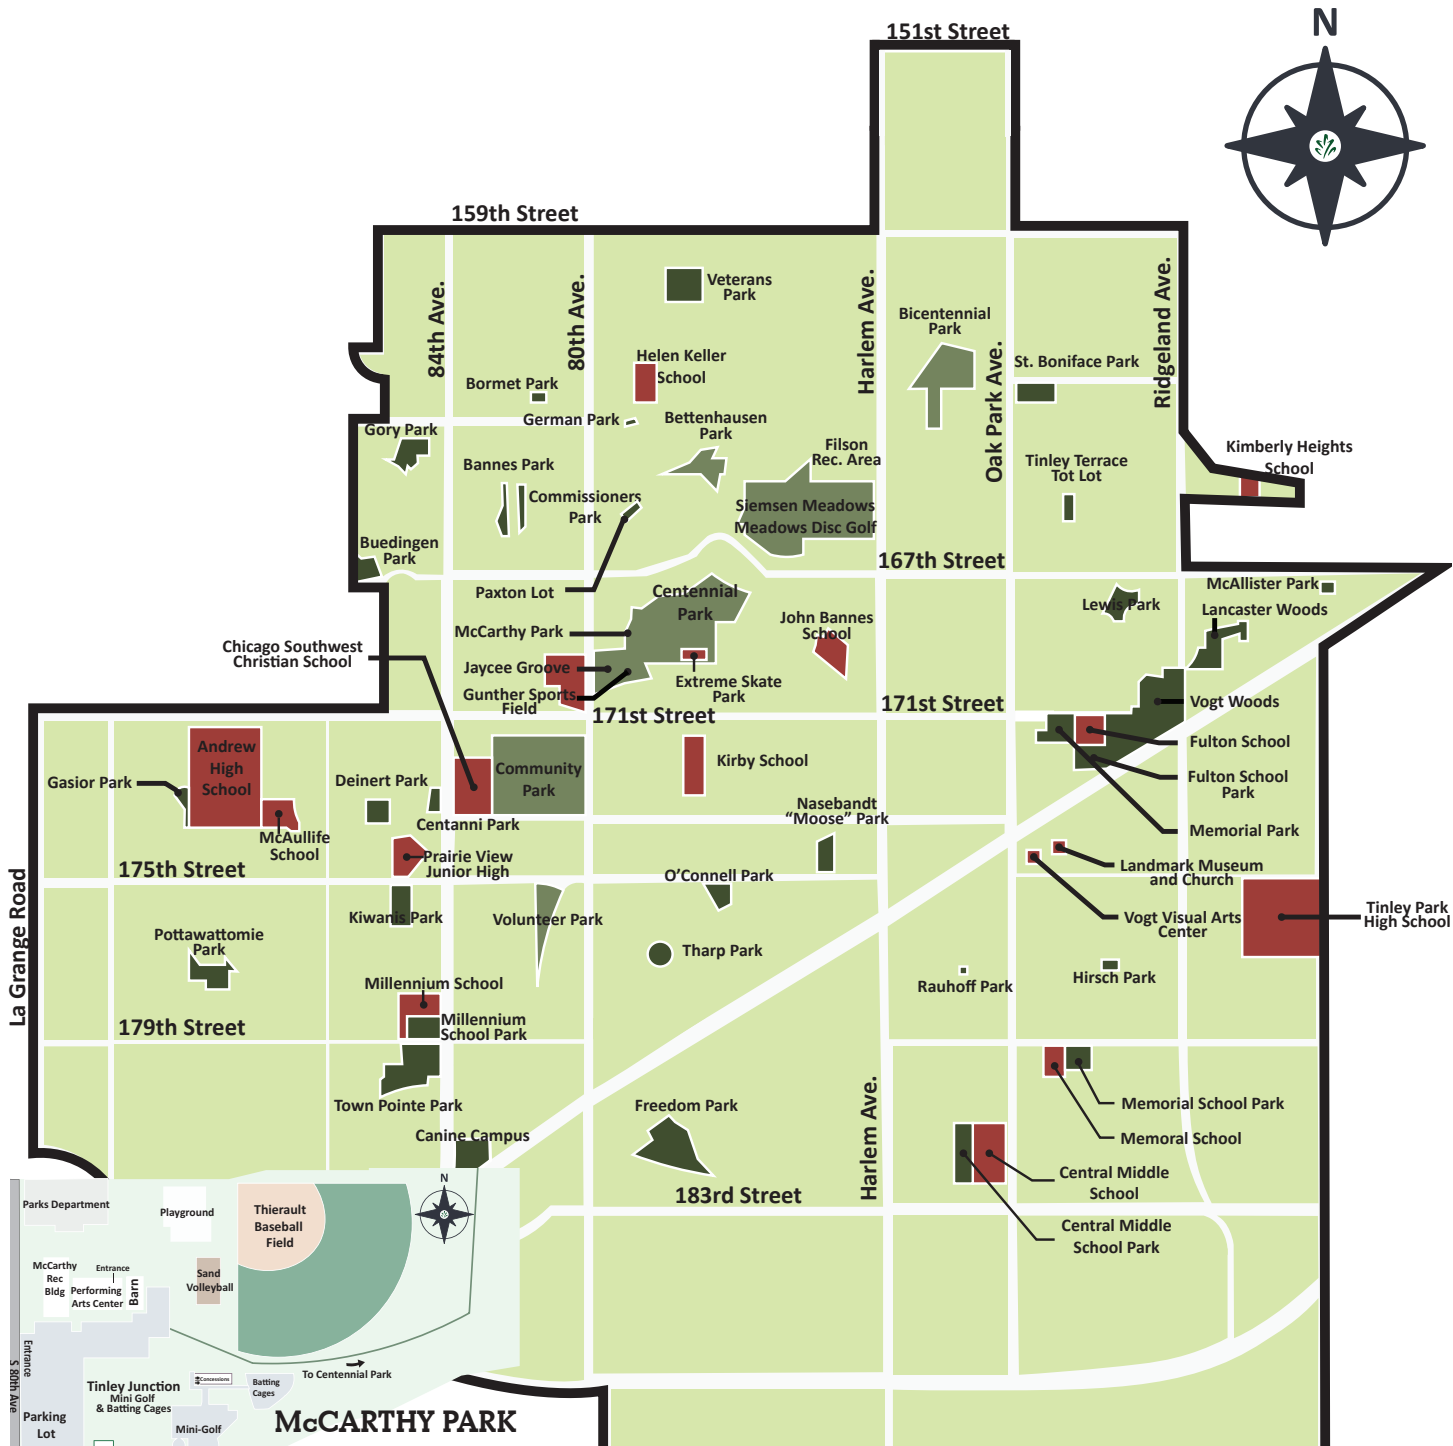 151st Street
N
159th Street
84th Ave.
80th Ave.
Harlem Ave.
Oak Park Ave.
Ridgeland Ave.
Veterans
Park
Bicentennial
Park
Helen Keller
School
St. Boniface Park
Bormet Park
German Park
Bettenhausen
Park
Gory Park
Filson
Rec. Area
Kimberly Heights
School
Bannes Park
Tinley Terrace
Tot Lot
Commissioners
Park
Siemsen Meadows
Meadows Disc Golf
Buedingen
Park
167th Street
Paxton Lot
Centennial
Park
McAllister Park
Lewis Park
Lancaster Woods
McCarthy Park
John Bannes
School
Chicago Southwest
Christian School
Jaycee Groove
Extreme Skate
Park
Gunther Sports
Field
171st Street
171st Street
Vogt Woods
Andrew
High
School
Fulton School
Kirby School
Community
Park
Gasior Park
Deinert Park
Fulton School
Park
Nasebandt
“Moose” Park
Centanni Park
Memorial Park
McAullife
School
Prairie View
Junior High
175th Street
Landmark Museum
and Church
O’Connell Park
La Grange Road
Kiwanis Park
Volunteer Park
Vogt Visual Arts
Center
Tinley Park
High School
Pottawattomie
Park
Tharp Park
Millennium School
Rauhoff Park
Hirsch Park
179th Street
Millennium
School Park
Town Pointe Park
Freedom Park
Harlem Ave.
Memorial School Park
Canine Campus
Memoral School
Central Middle
School
183rd Street
Central Middle
School Park
N
Parks Department
Playground
Thierault
Baseball
Field
McCarthy
Rec
Bldg
Entrance
Performing
Arts Center
Barn
Sand
Volleyball
Entrance
S 80th Ave
To Centennial Park
Tinley Junction
Mini Golf
& Batting Cages
Concessions
Batting
Cages
Parking
Lot
Mini-Golf
McCARTHY PARK